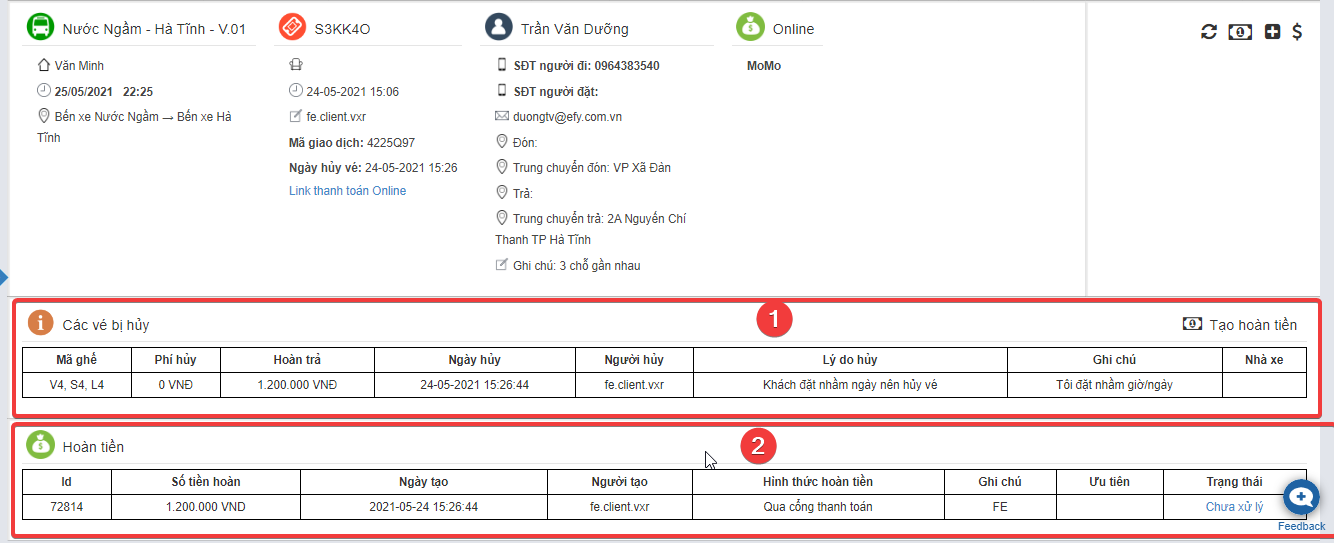 Nước Ngầm - Hà Tĩnh - V.01
Văn Minh
25/05/2021 22:25
Bến xe Nước Ngầm → Bến xe Hà
Tĩnh
S3KK4O
24-05-2021 15:06
fe.client.vxr
Mã giao dịch: 4225Q97
Ngày hủy vé: 24-05-2021 15:26
Link thanh toán Online
Trần Văn Dưỡng
SĐT người đi: 0964383540
SĐT người đặt:
duongtv@efy.com.vn
Đón:
Trung chuyển đón: VP Xã Đàn
Trả:
Trung chuyển trả: 2A Nguyễn Chí
Thanh TP Hà Tĩnh
Ghi chú: 3 chỗ gần nhau
Online
MoMo
1
Các vé bị hủy
Tạo hoàn tiền
Mã ghế Phí hủy Hoàn trả Ngày hủy Người hủy Lý do hủy Ghi chú Nhà xe
V4, S4, L4 0 VNĐ 1.200.000 VNĐ 24-05-2021 15:26:44 fe.client.vxr Khách đặt nhầm ngày nên hủy vé Tôi đặt nhầm giờ/ngày
2
Hoàn tiền
Id Số tiền hoàn Ngày tạo Người tạo Hình thức hoàn tiền Ghi chú Ưu tiên Trạng thái
72814 1.200.000 VND 2021-05-24 15:26:44 fe.client.vxr Qua cổng thanh toán FE Chưa xử lý
Feedback